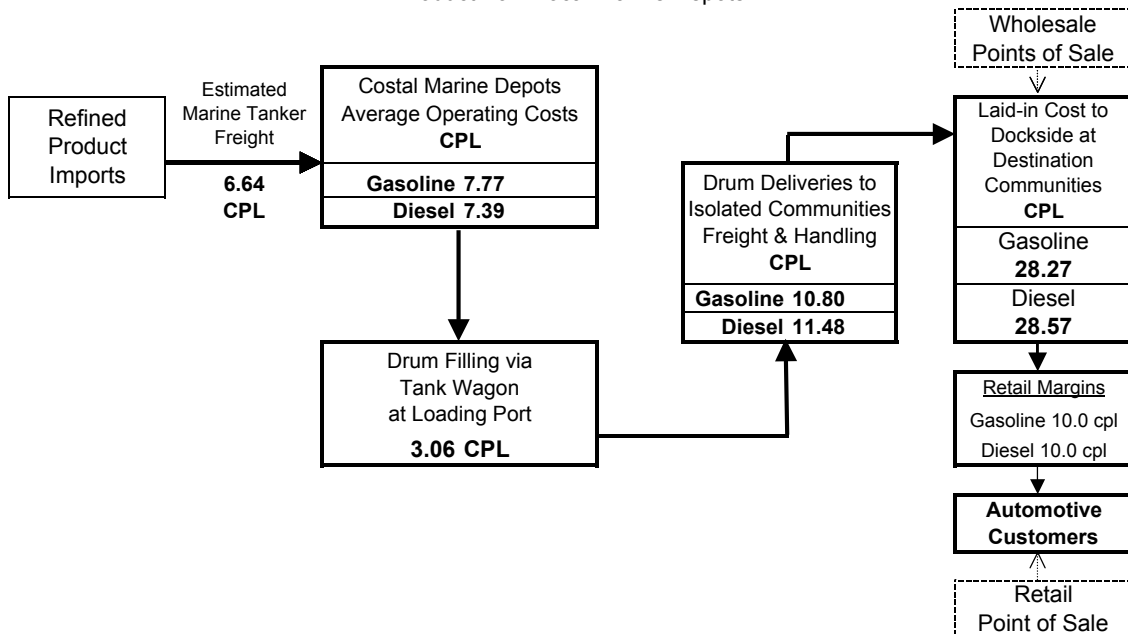 Wholesale
Points of Sale
Refined
Product
Imports
Estimated
Marine Tanker
Freight
6.64
CPL
Costal Marine Depots
Average Operating Costs
CPL
Gasoline 7.77
Diesel 7.39
Drum Filling via
Tank Wagon
at Loading Port
3.06 CPL
Drum Deliveries to
Isolated Communities
Freight & Handling
CPL
Gasoline 10.80
Diesel 11.48
Laid-in Cost to
Dockside at
Destination
Communities
CPL
Gasoline
28.27
Diesel
28.57
Retail Margins
Gasoline 10.0 cpl
Diesel 10.0 cpl
Automotive
Customers
Retail
Point of Sale